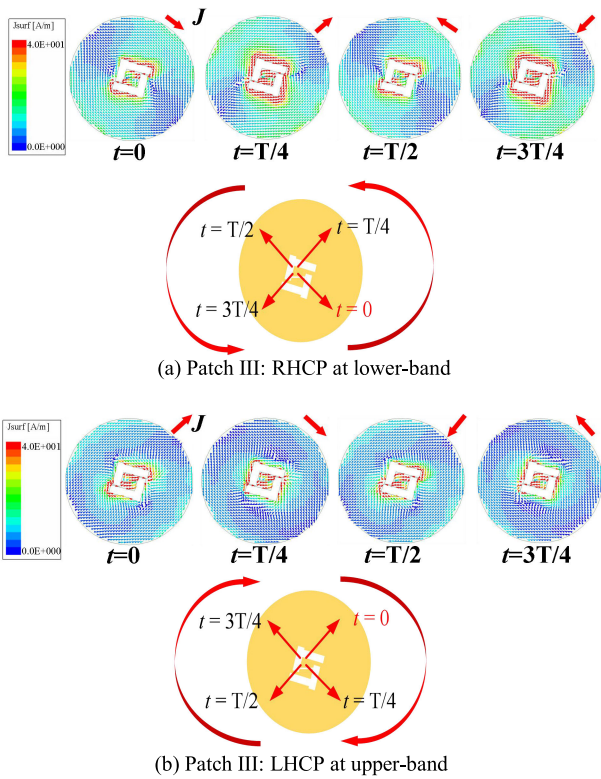 Jsurf [A/m]
4.0E+001
0.0E+000
J
t=0
t=T/4
t=T/2
t=3T/4
t = T/2
t = T/4
t = 3T/4
t = 0
(a) Patch III: RHCP at lower-band
Jsurf [A/m]
4.0E+001
0.0E+000
J
t=0
t=T/4
t=T/2
t=3T/4
t = 3T/4
t = 0
t = T/2
t = T/4
(b) Patch III: LHCP at upper-band